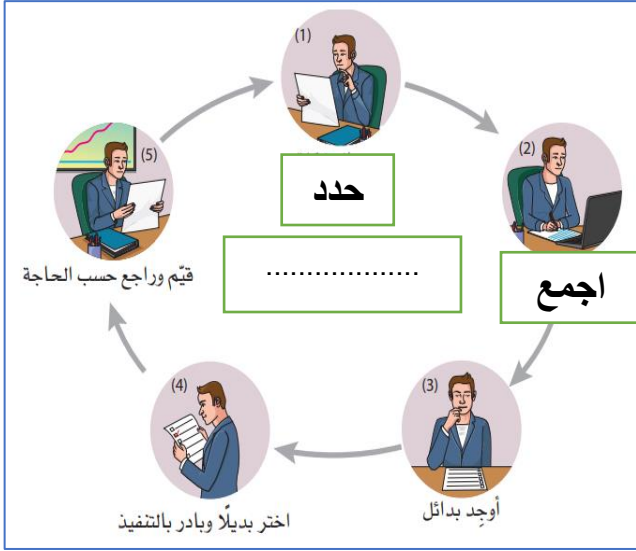 (1)
حدد
...................
(2)
اجمع
(3)
أوجِد بدائل
(4)
اختر بديلًا وبادر بالتنفيذ
(5)
قيّم وراجع حسب الحاجة